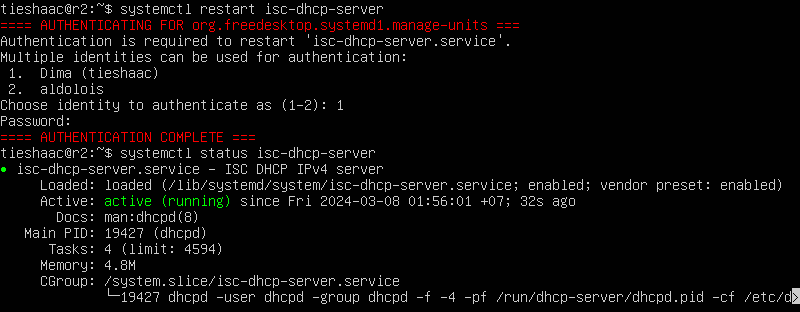 tieshaac@r2:~$ systemctl restart isc-dhcp-server
==== AUTHENTICATING FOR org.freedesktop.systemd1.manage-units ===
Authentication is required to restart 'isc-dhcp-server.service'.
Multiple identities can be used for authentication:
 1.  Dima (tieshaac)
 2.  aldolois
Choose identity to authenticate as (1-2): 1
Password:
==== AUTHENTICATION COMPLETE ===
tieshaac@r2:~$ systemctl status isc-dhcp-server
● isc-dhcp-server.service - ISC DHCP IPv4 server
     Loaded: loaded (/lib/systemd/system/isc-dhcp-server.service; enabled; vendor preset: enabled)
     Active: active (running) since Fri 2024-03-08 01:56:01 +07; 32s ago
       Docs: man:dhcpd(8)
   Main PID: 19427 (dhcpd)
      Tasks: 4 (limit: 4594)
     Memory: 4.8M
     CGroup: /system.slice/isc-dhcp-server.service
             └─19427 dhcpd -user dhcpd -group dhcpd -f -4 -pf /run/dhcp-server/dhcpd.pid -cf /etc/d>